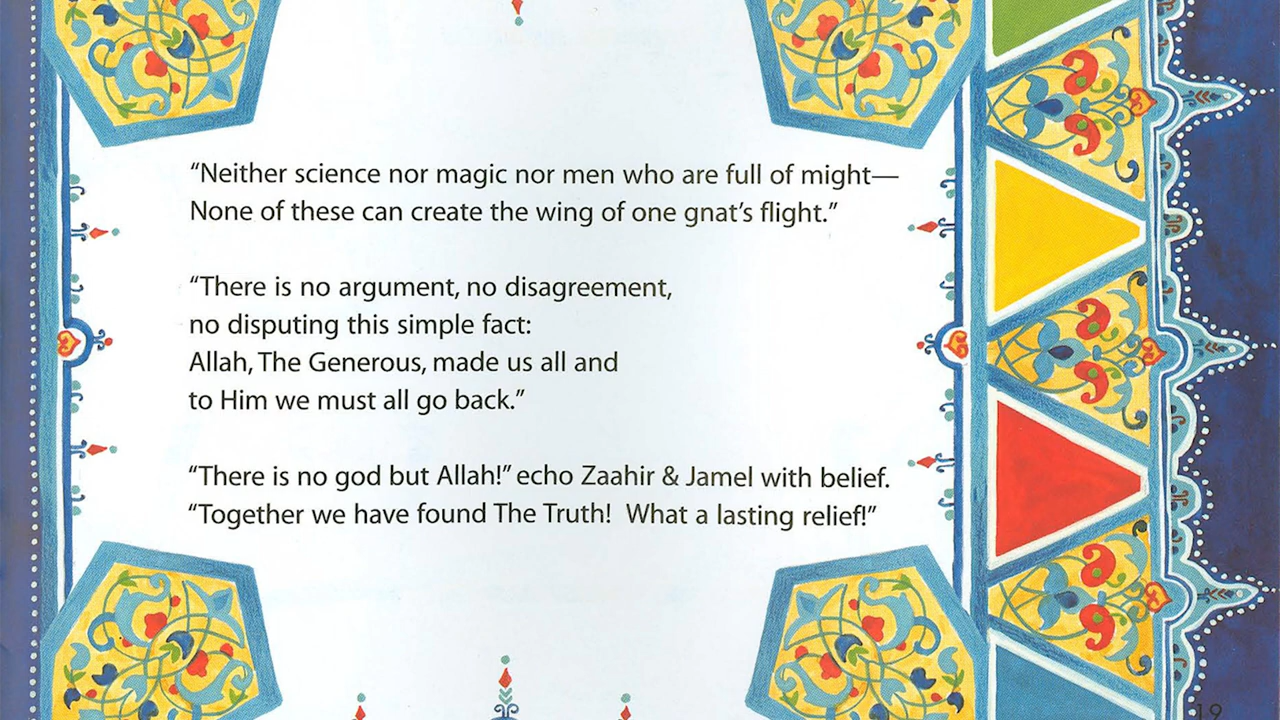 “Neither science nor magic nor men who are full of might—
None of these can create the wing of one gnat’s flight.”
“There is no argument, no disagreement,
no disputing this simple fact:
Allah, The Generous, made us all and
to Him we must all go back.”
“There is no god but Allah!” echo Zaahir & Jamel with belief.
“Together we have found The Truth!  What a lasting relief!”
19